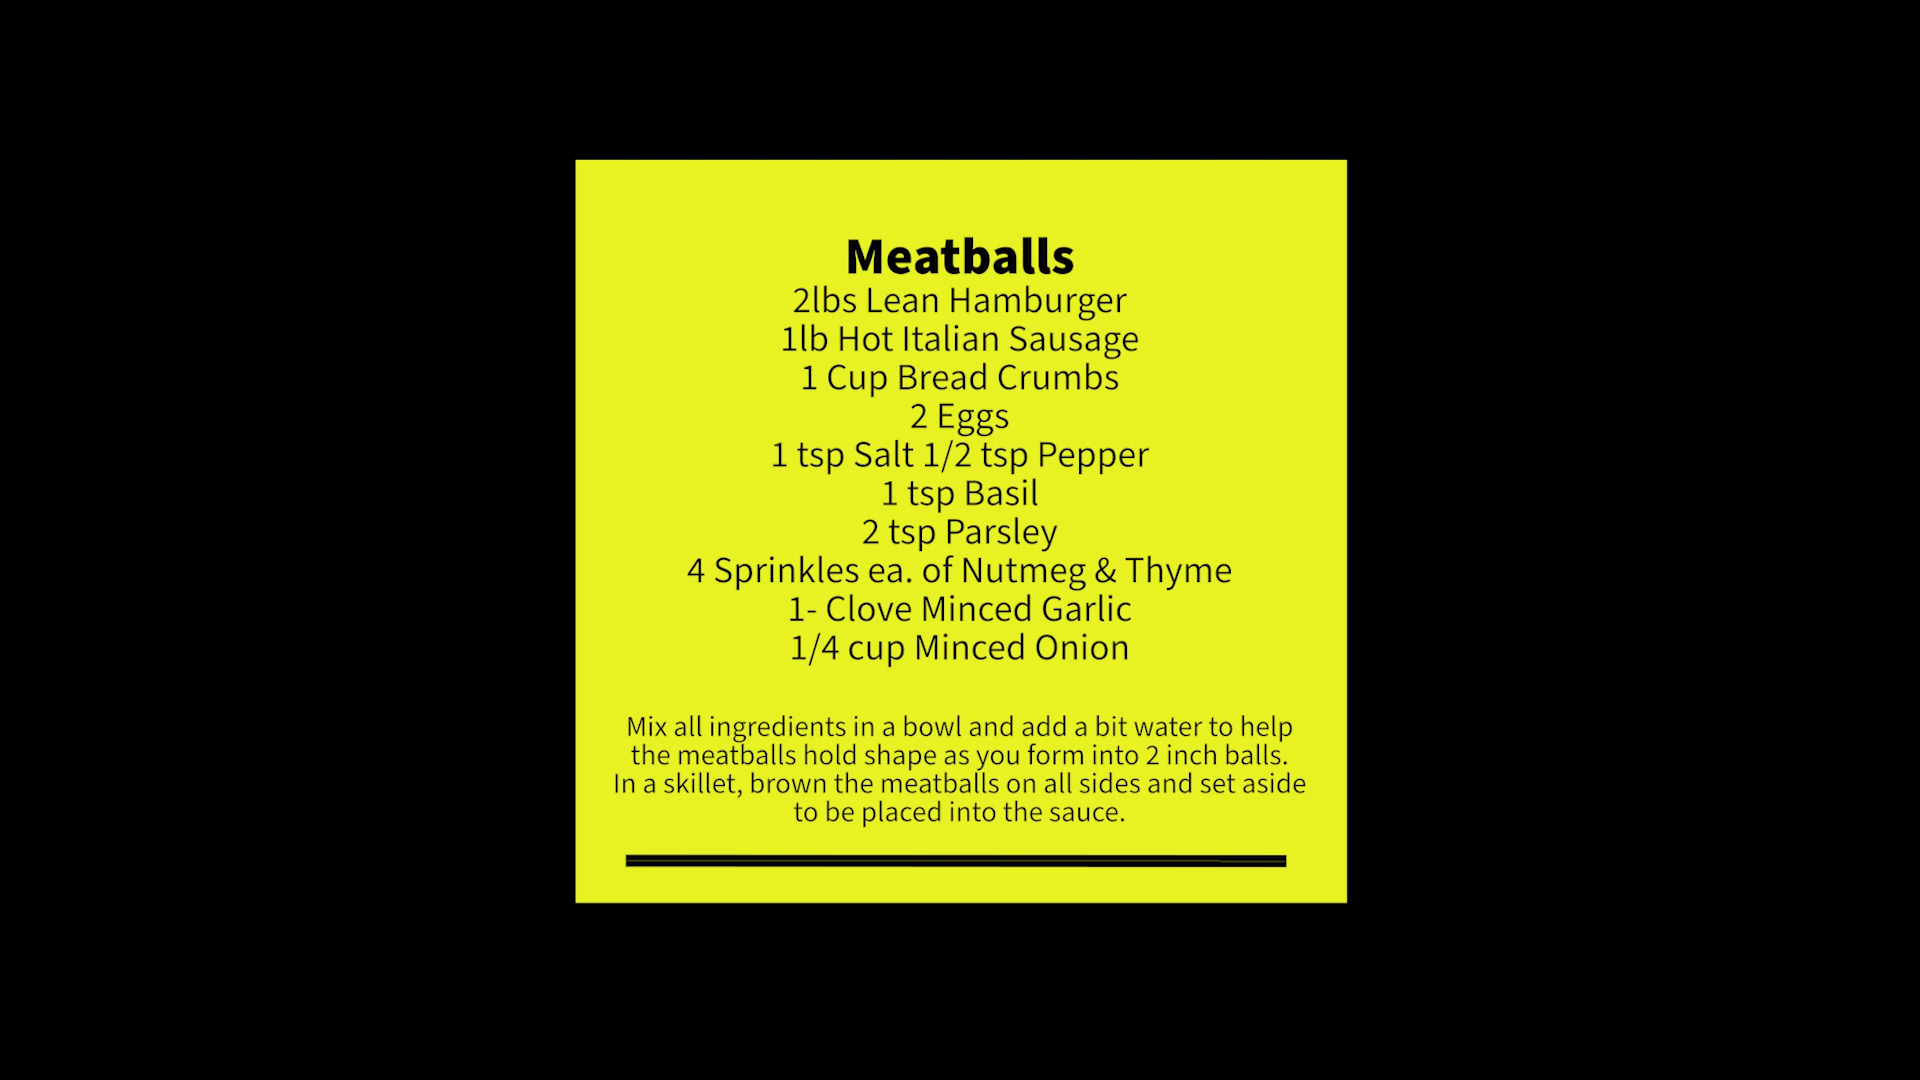 Meatballs
2lbs Lean Hamburger
1lb Hot Italian Sausage
1 Cup Bread Crumbs
2 Eggs
1 tsp Salt 1/2 tsp Pepper
1 tsp Basil
2 tsp Parsley
4 Sprinkles ea. of Nutmeg & Thyme
1- Clove Minced Garlic
1/4 cup Minced Onion
Mix all ingredients in a bowl and add a bit water to help
the meatballs hold shape as you form into 2 inch balls.
In a skillet, brown the meatballs on all sides and set aside
to be placed into the sauce.